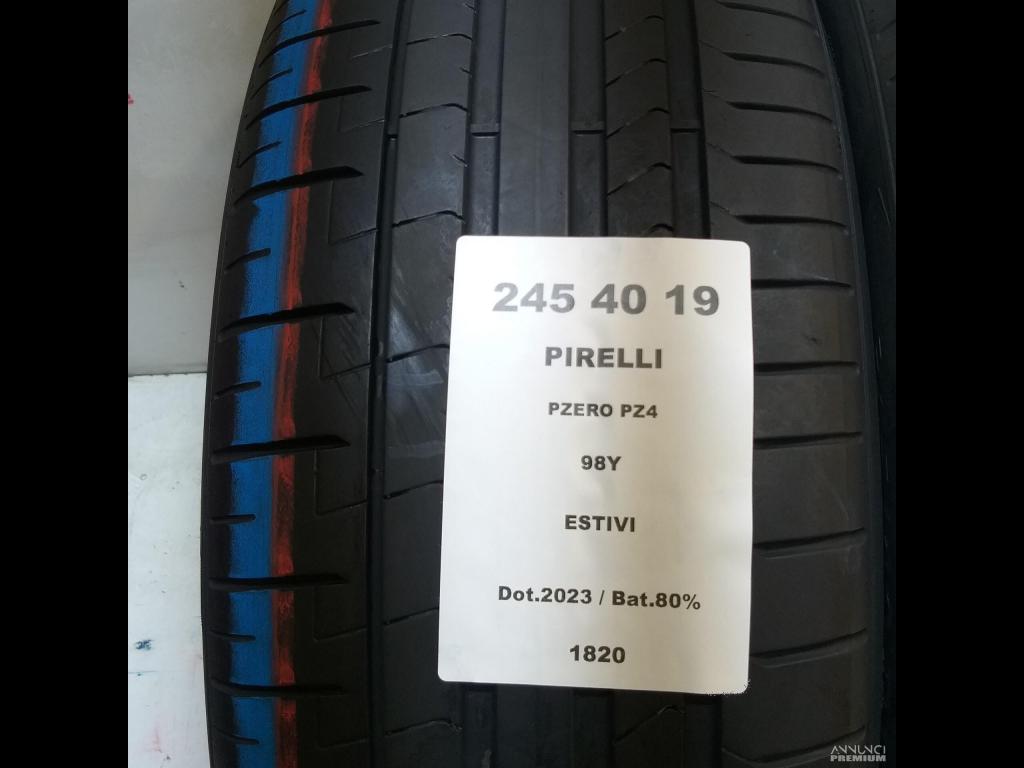 245 40 19
PIRELLI
PZERO PZ4
98Y
ESTIVI
Dot.2023 / Bat.80%
1820
ANNUNCI
PREMIUM